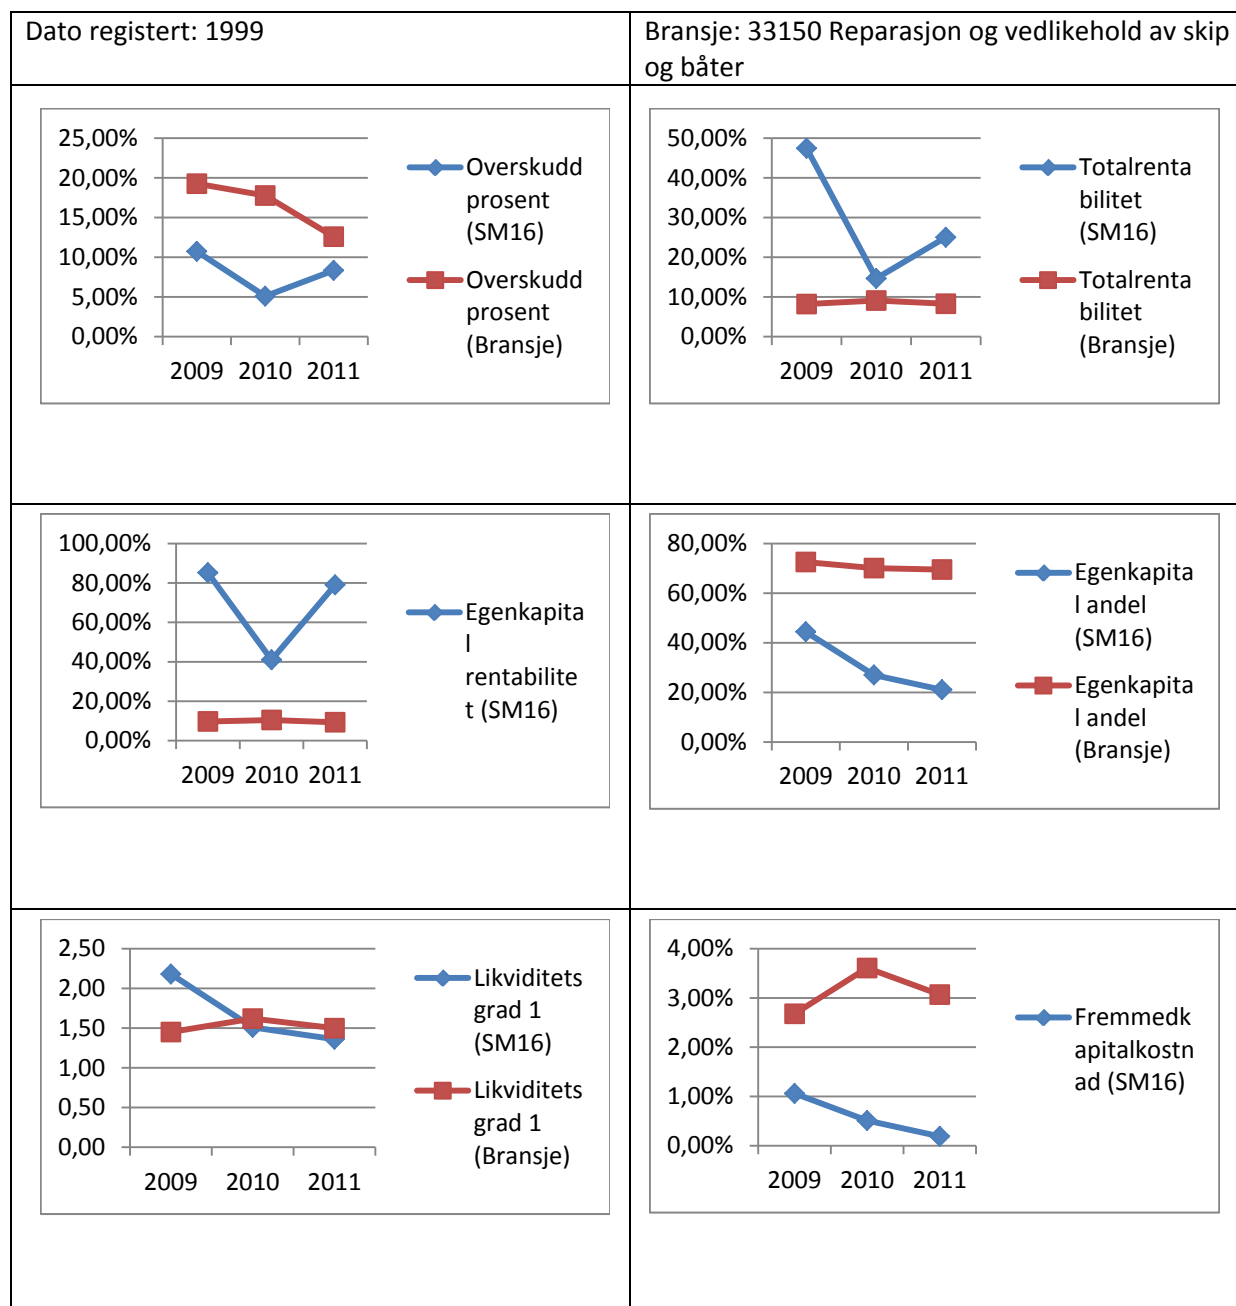 Dato registert: 1999
Bransje: 33150 Reparasjon og vedlikehold av skip
og båter
25,00%
20,00%
15,00%
10,00%
5,00%
0,00%
2009 2010 2011
Overskudd
prosent
(SM16)
Overskudd
prosent
(Bransje)
50,00%
40,00%
30,00%
20,00%
10,00%
0,00%
2009 2010 2011
Totalrenta
bilitet
(SM16)
Totalrenta
bilitet
(Bransje)
100,00%
80,00%
60,00%
40,00%
20,00%
0,00%
2009 2010 2011
Egenkapita
l
rentabilite
t (SM16)
80,00%
60,00%
40,00%
20,00%
0,00%
2009 2010 2011
Egenkapita
l andel
(SM16)
Egenkapita
l andel
(Bransje)
2,50
2,00
1,50
1,00
0,50
0,00
2009 2010 2011
Likviditets
grad 1
(SM16)
Likviditets
grad 1
(Bransje)
4,00%
3,00%
2,00%
1,00%
0,00%
2009 2010 2011
Fremmedk
apitalkostn
ad (SM16)